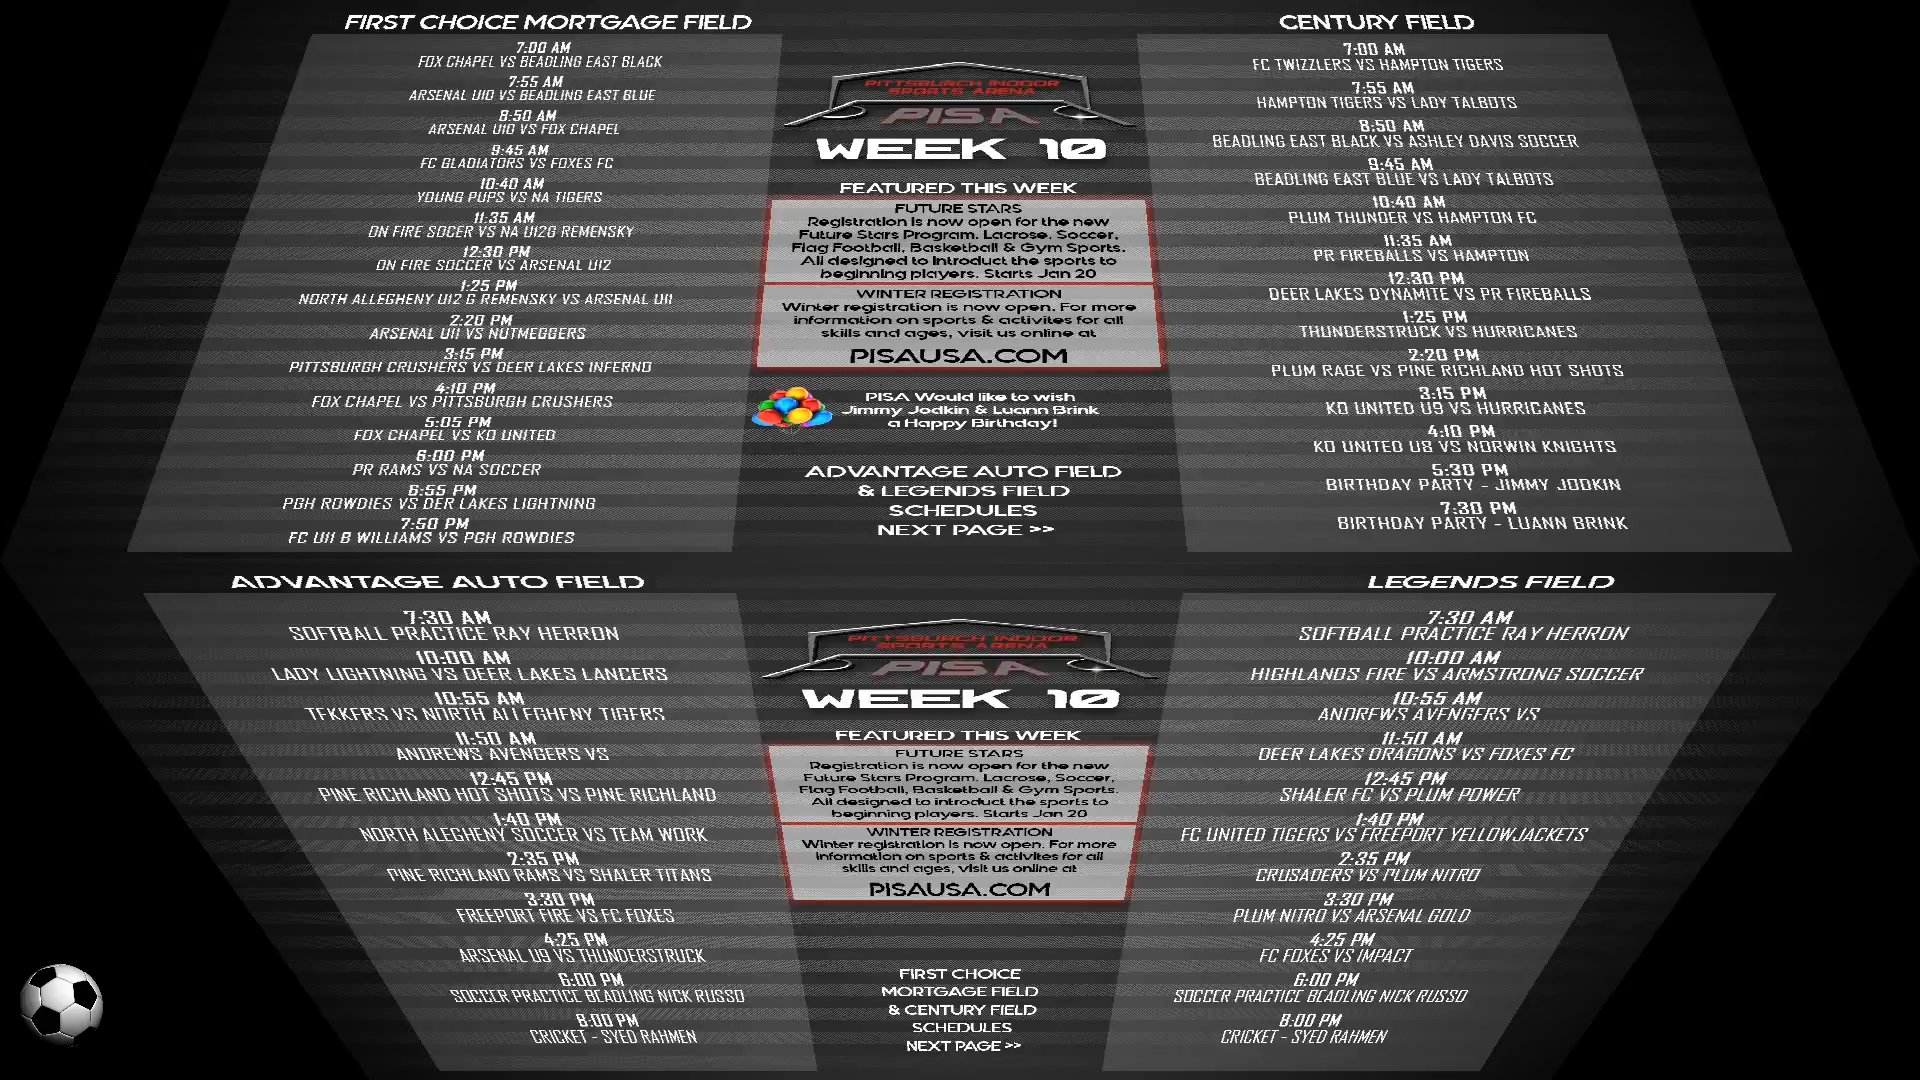 FIRST CHOICE MORTGAGE FIELD
7:00 AM
FOX CHAPEL VS BEADLING EAST BLACK
7:55 AM
ARSENAL U10 VS BEADLING EAST BLUE
8:50 AM
ARSENAL U10 VS FOX CHAPEL
9:45 AM
FC GLADIATORS VS FOXES FC
10:40 AM
YOUNG PUPS VS NA TIGERS
11:35 AM
ON FIRE SOCER VS NA U12G REMENSKY
12:30 PM
ON FIRE SOCCER VS ARSENAL U12
1:25 PM
NORTH ALLEGHENY U12 G REMENSKY VS ARSENAL U11
2:20 PM
ARSENAL U11 VS NUTMEGGERS
3:15 PM
PITTSBURGH CRUSHERS VS DEER LAKES INFERNO
4:10 PM
FOX CHAPEL VS PITTSBURGH CRUSHERS
5:05 PM
FOX CHAPEL VS KO UNITED
6:00 PM
PR RAMS VS NA SOCCER
6:55 PM
PGH ROWDIES VS DER LAKES LIGHTNING
7:50 PM
FC U11 B WILLIAMS VS PGH ROWDIES
PITTSBURGH INDOOR
SPORTS ARENA
PISA
WEEK 10
FEATURED THIS WEEK
FUTURE STARS
Registration is now open for the new
Future Stars Program. Lacrose, Soccer,
Flag Football, Basketball & Gym Sports.
All designed to introduct the sports to
beginning players. Starts Jan 20
WINTER REGISTRATION
Winter registration is now open. For more
information on sports & activites for all
skills and ages, visit us online at
PISAUSA.COM
PISA Would like to wish
Jimmy Jodkin & Luann Brink
a Happy Birthday!
ADVANTAGE AUTO FIELD
& LEGENDS FIELD
SCHEDULES
NEXT PAGE >>
CENTURY FIELD
7:00 AM
FC TWIZZLERS VS HAMPTON TIGERS
7:55 AM
HAMPTON TIGERS VS LADY TALBOTS
8:50 AM
BEADLING EAST BLACK VS ASHLEY DAVIS SOCCER
9:45 AM
BEADLING EAST BLUE VS LADY TALBOTS
10:40 AM
PLUM THUNDER VS HAMPTON FC
11:35 AM
PR FIREBALLS VS HAMPTON
12:30 PM
DEER LAKES DYNAMITE VS PR FIREBALLS
1:25 PM
THUNDERSTRUCK VS HURRICANES
2:20 PM
PLUM RAGE VS PINE RICHLAND HOT SHOTS
3:15 PM
KO UNITED U9 VS HURRICANES
4:10 PM
KO UNITED U8 VS NORWIN KNIGHTS
5:30 PM
BIRTHDAY PARTY - JIMMY JODKIN
7:30 PM
BIRTHDAY PARTY - LUANN BRINK
ADVANTAGE AUTO FIELD
7:30 AM
SOFTBALL PRACTICE RAY HERRON
10:00 AM
LADY LIGHTNING VS DEER LAKES LANCERS
10:55 AM
TEKKERS VS NORTH ALLEGHENY TIGERS
11:50 AM
ANDREWS AVENGERS VS
12:45 PM
PINE RICHLAND HOT SHOTS VS PINE RICHLAND
1:40 PM
NORTH ALEGHENY SOCCER VS TEAM WORK
2:35 PM
PINE RICHLAND RAMS VS SHALER TITANS
3:30 PM
FREEPORT FIRE VS FC FOXES
4:25 PM
ARSENAL U9 VS THUNDERSTRUCK
6:00 PM
SOCCER PRACTICE BEADLING NICK RUSSO
8:00 PM
CRICKET - SYED RAHMEN
PITTSBURGH INDOOR
SPORTS ARENA
PISA
WEEK 10
FEATURED THIS WEEK
FUTURE STARS
Registration is now open for the new
Future Stars Program. Lacrose, Soccer,
Flag Football, Basketball & Gym Sports.
All designed to introduct the sports to
beginning players. Starts Jan 20
WINTER REGISTRATION
Winter registration is now open. For more
information on sports & activites for all
skills and ages, visit us online at
PISAUSA.COM
FIRST CHOICE
MORTGAGE FIELD
& CENTURY FIELD
SCHEDULES
NEXT PAGE >>
LEGENDS FIELD
7:30 AM
SOFTBALL PRACTICE RAY HERRON
10:00 AM
HIGHLANDS FIRE VS ARMSTRONG SOCCER
10:55 AM
ANDREWS AVENGERS VS
11:50 AM
DEER LAKES DRAGONS VS FOXES FC
12:45 PM
SHALER FC VS PLUM POWER
1:40 PM
FC UNITED TIGERS VS FREEPORT YELLOWJACKETS
2:35 PM
CRUSADERS VS PLUM NITRO
3:30 PM
PLUM NITRO VS ARSENAL GOLD
4:25 PM
FC FOXES VS IMPACT
6:00 PM
SOCCER PRACTICE BEADLING NICK RUSSO
8:00 PM
CRICKET - SYED RAHMEN